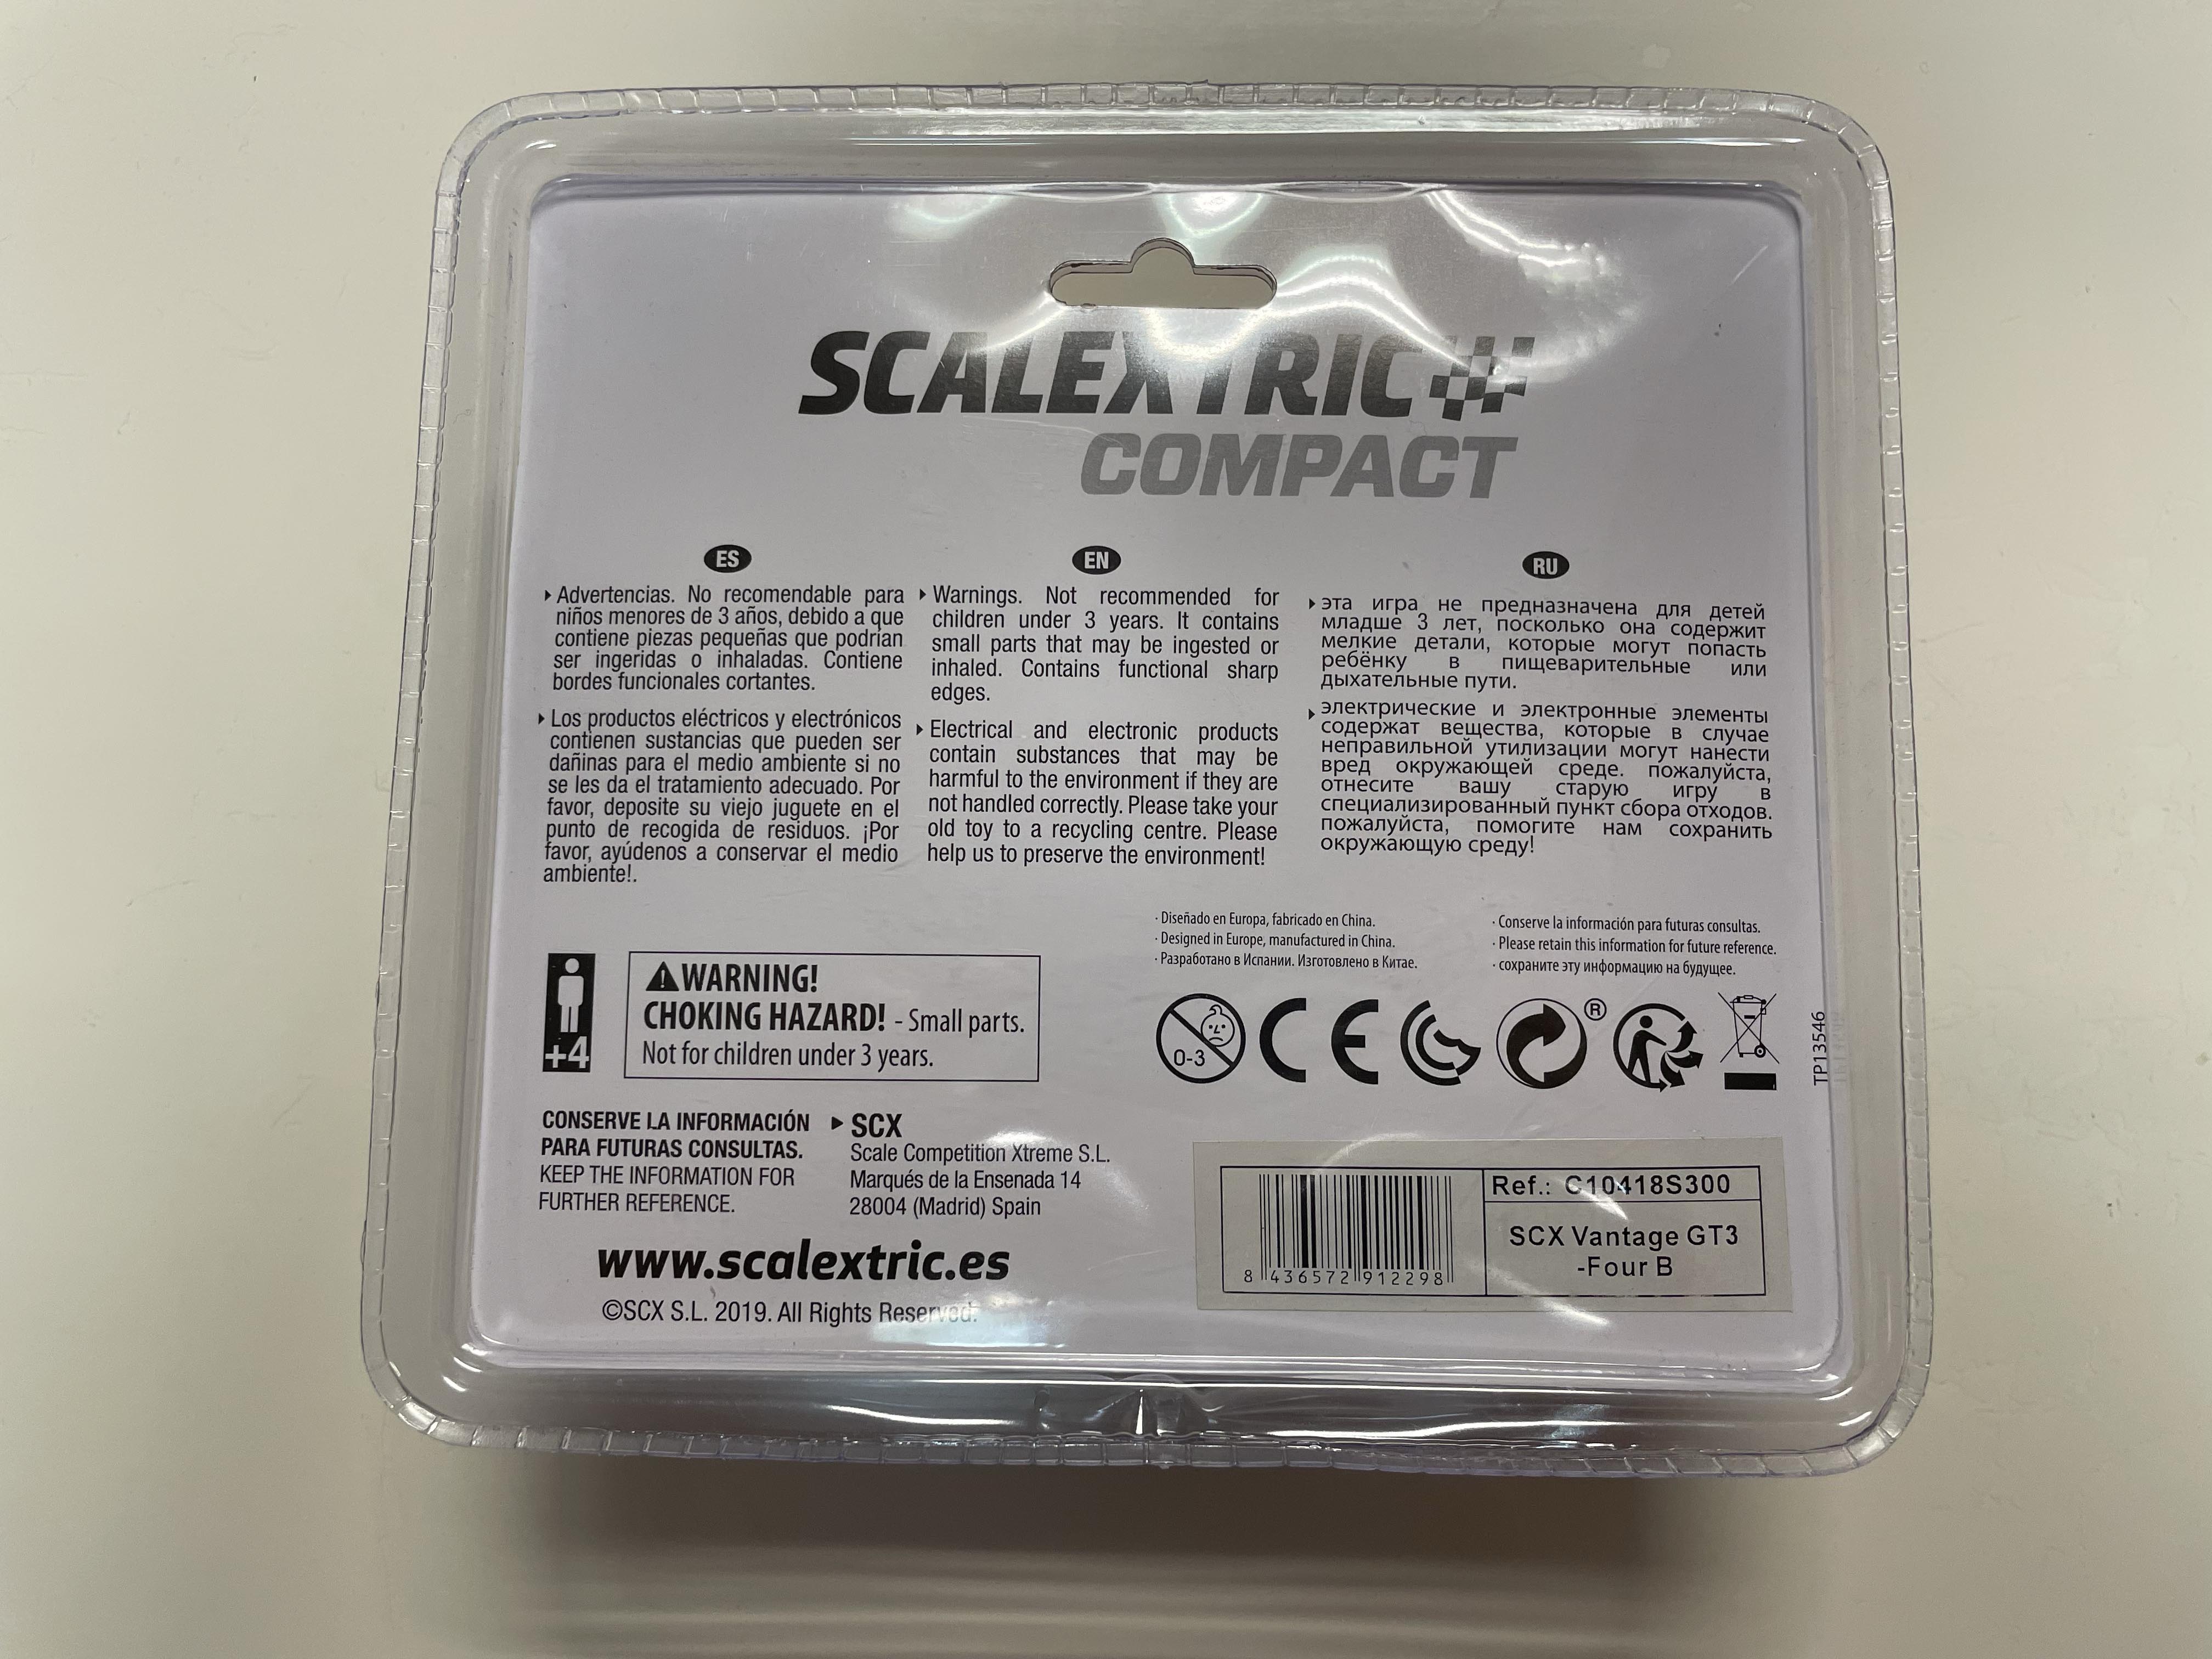 SCALEXTRIC
COMPACT
ES
Advertencias. No recomendable para
niños menores de 3 años, debido a que
contiene piezas pequeñas que podrían
ser ingeridas o inhaladas. Contiene
bordes funcionales cortantes.
Los productos eléctricos y electrónicos
contienen sustancias que pueden ser
dañinas para el medio ambiente si no
se les da el tratamiento adecuado. Por
favor, deposite su viejo juguete en el
punto de recogida de residuos. ¡Por
favor, ayúdenos a conservar el medio
ambiente!.
EN
Warnings. Not recommended for
children under 3 years. It contains
small parts that may be ingested or
inhaled. Contains functional sharp
edges.
Electrical and electronic products
contain substances that may be
harmful to the environment if they are
not handled correctly. Please take your
old toy to a recycling centre. Please
help us to preserve the environment!
RU
эта игра не предназначена для детей
младше 3 лет, посколько она содержит
мелкие детали, которые могут попасть
ребёнку в пищеварительные или
дыхательные пути.
электрические и электронные элементы
содержат вещества, которые в случае
неправильной утилизации могут нанести
вред окружающей среде. пожалуйста,
отнесите вашу старую игру в
специализированный пункт сбора отходов.
пожалуйста, помогите нам сохранить
окружающую среду!
· Diseñado en Europa, fabricado en China.
· Designed in Europe, manufactured in China.
· Разработано в Испании. Изготовлено в Китае.
· Conserve la información para futuras consultas.
· Please retain this information for future reference.
· сохраните эту информацию на будущее.
+4
WARNING!
CHOKING HAZARD! - Small parts.
Not for children under 3 years.
0-3
CE
®
TP13546
CONSERVE LA INFORMACIÓN
PARA FUTURAS CONSULTAS.
KEEP THE INFORMATION FOR
FURTHER REFERENCE.
SCX
Scale Competition Xtreme S.L.
Marqués de la Ensenada 14
28004 (Madrid) Spain
www.scalextric.es
©SCX S.L. 2019. All Rights Reserved.
8 436572 912298
Ref.: C10418S300
SCX Vantage GT3
-Four B